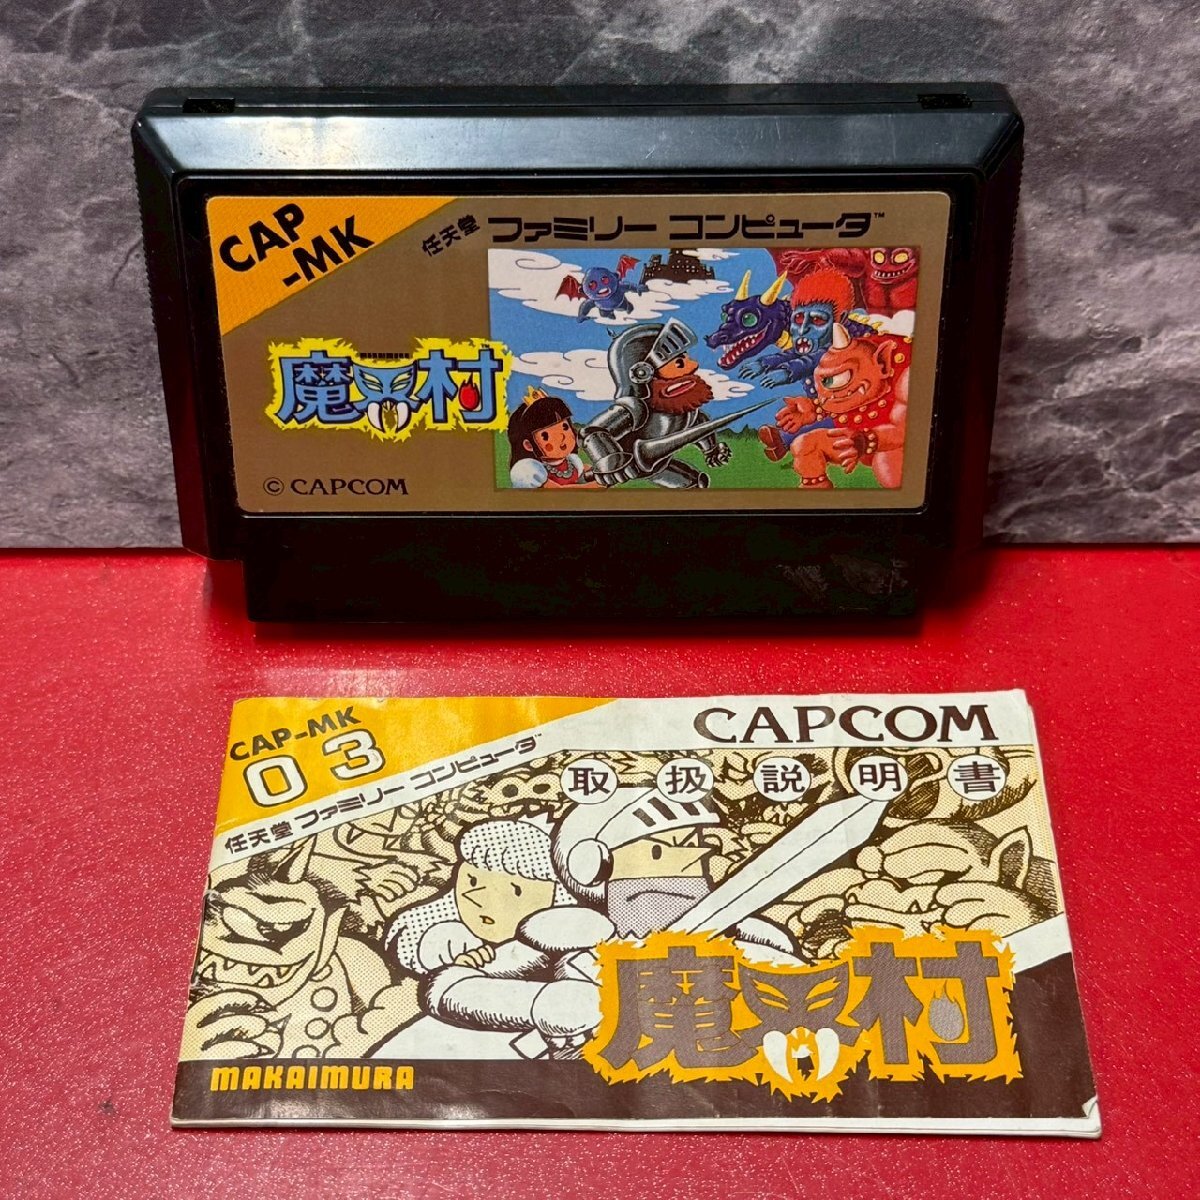 CAP
-MK
任天堂 ファミリー コンピュータ™
魔界村
© CAPCOM
CAP-MK
03
任天堂 ファミリー コンピュータ™
CAPCOM
取扱説明書
魔界村
MAKAIMURA